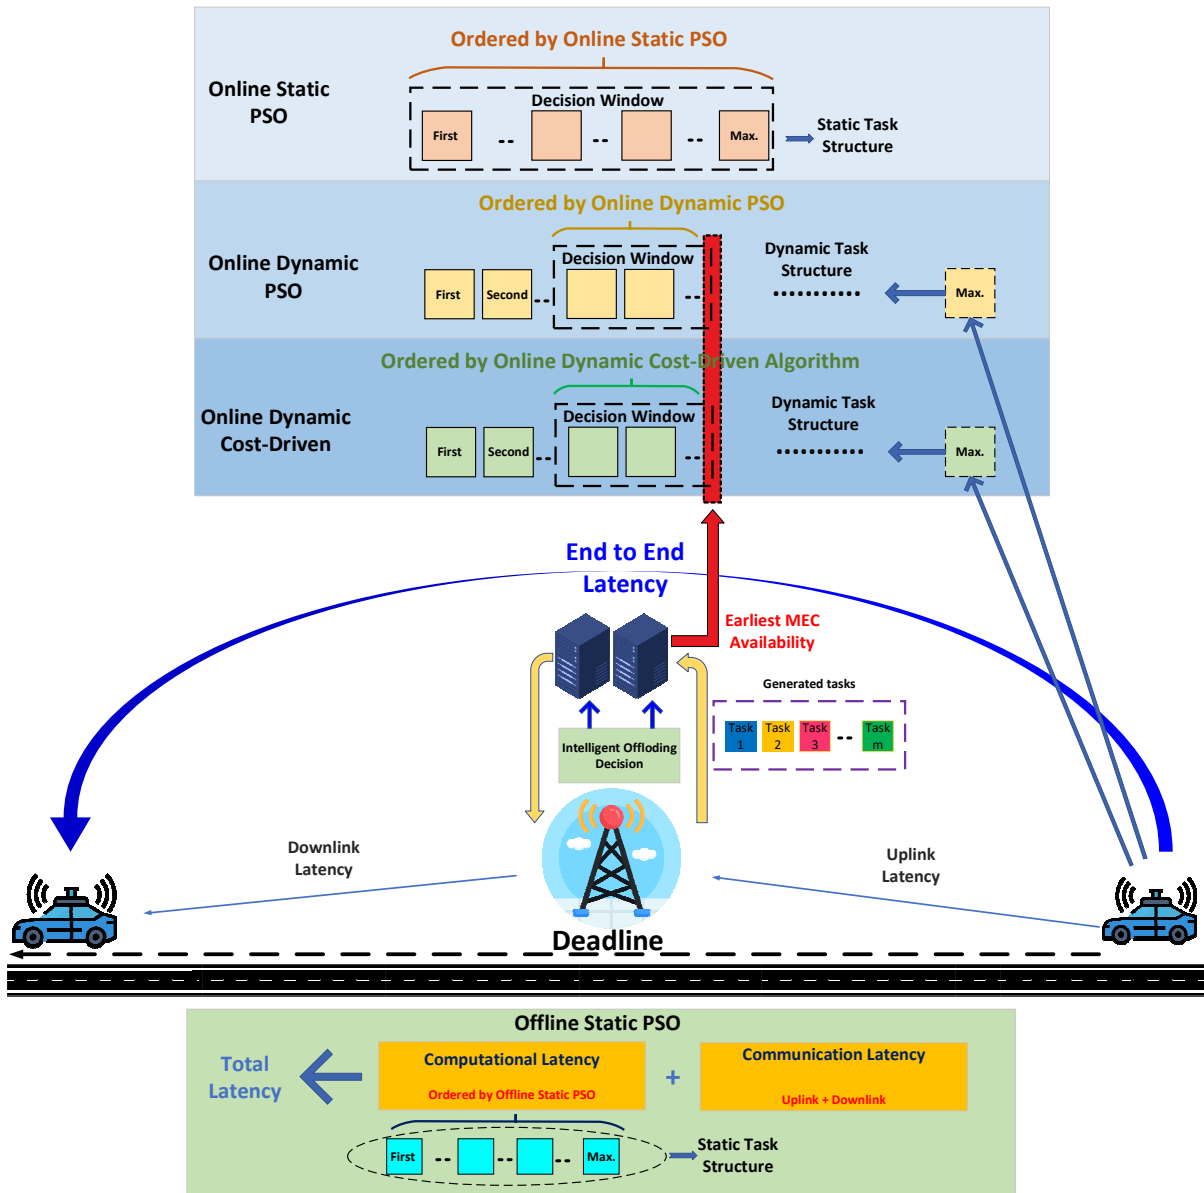 Ordered by Online Static PSO
Online Static
PSO
Decision Window
First
--
--
--
Max.
Static Task
Structure
Ordered by Online Dynamic PSO
Online Dynamic
PSO
Decision Window
First
Second
--
--
Dynamic Task
Structure
...........
Max.
Ordered by Online Dynamic Cost-Driven Algorithm
Online Dynamic
Cost-Driven
Decision Window
First
Second
--
--
Dynamic Task
Structure
...........
Max.
End to End
Latency
Earliest MEC
Availability
Generated tasks
Task
1
Task
2
Task
3
--
Task
m
Intelligent Offloding
Decision
Downlink
Latency
Uplink
Latency
Deadline
Offline Static PSO
Total
Latency
Computational Latency
Ordered by Offline Static PSO
+
Communication Latency
Uplink + Downlink
First
--
--
--
Max.
Static Task
Structure